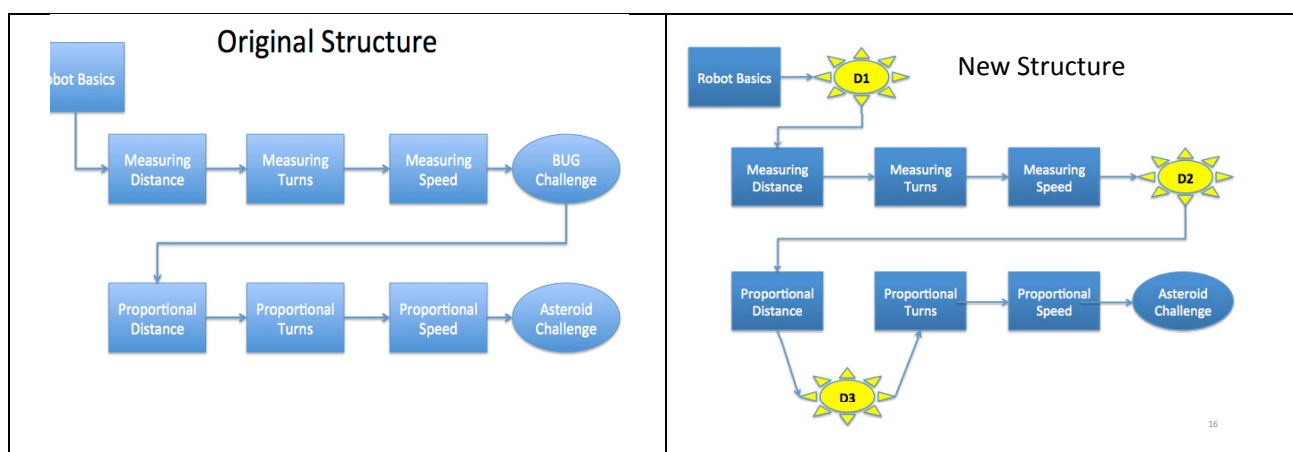 Original Structure
obot Basics
Measuring
Distance
Measuring
Turns
Measuring
Speed
BUG
Challenge
Proportional
Distance
Proportional
Turns
Proportional
Speed
Asteroid
Challenge
New Structure
Robot Basics
D1
Measuring
Distance
Measuring
Turns
Measuring
Speed
D2
Proportional
Distance
Proportional
Turns
Proportional
Speed
Asteroid
Challenge
D3
16